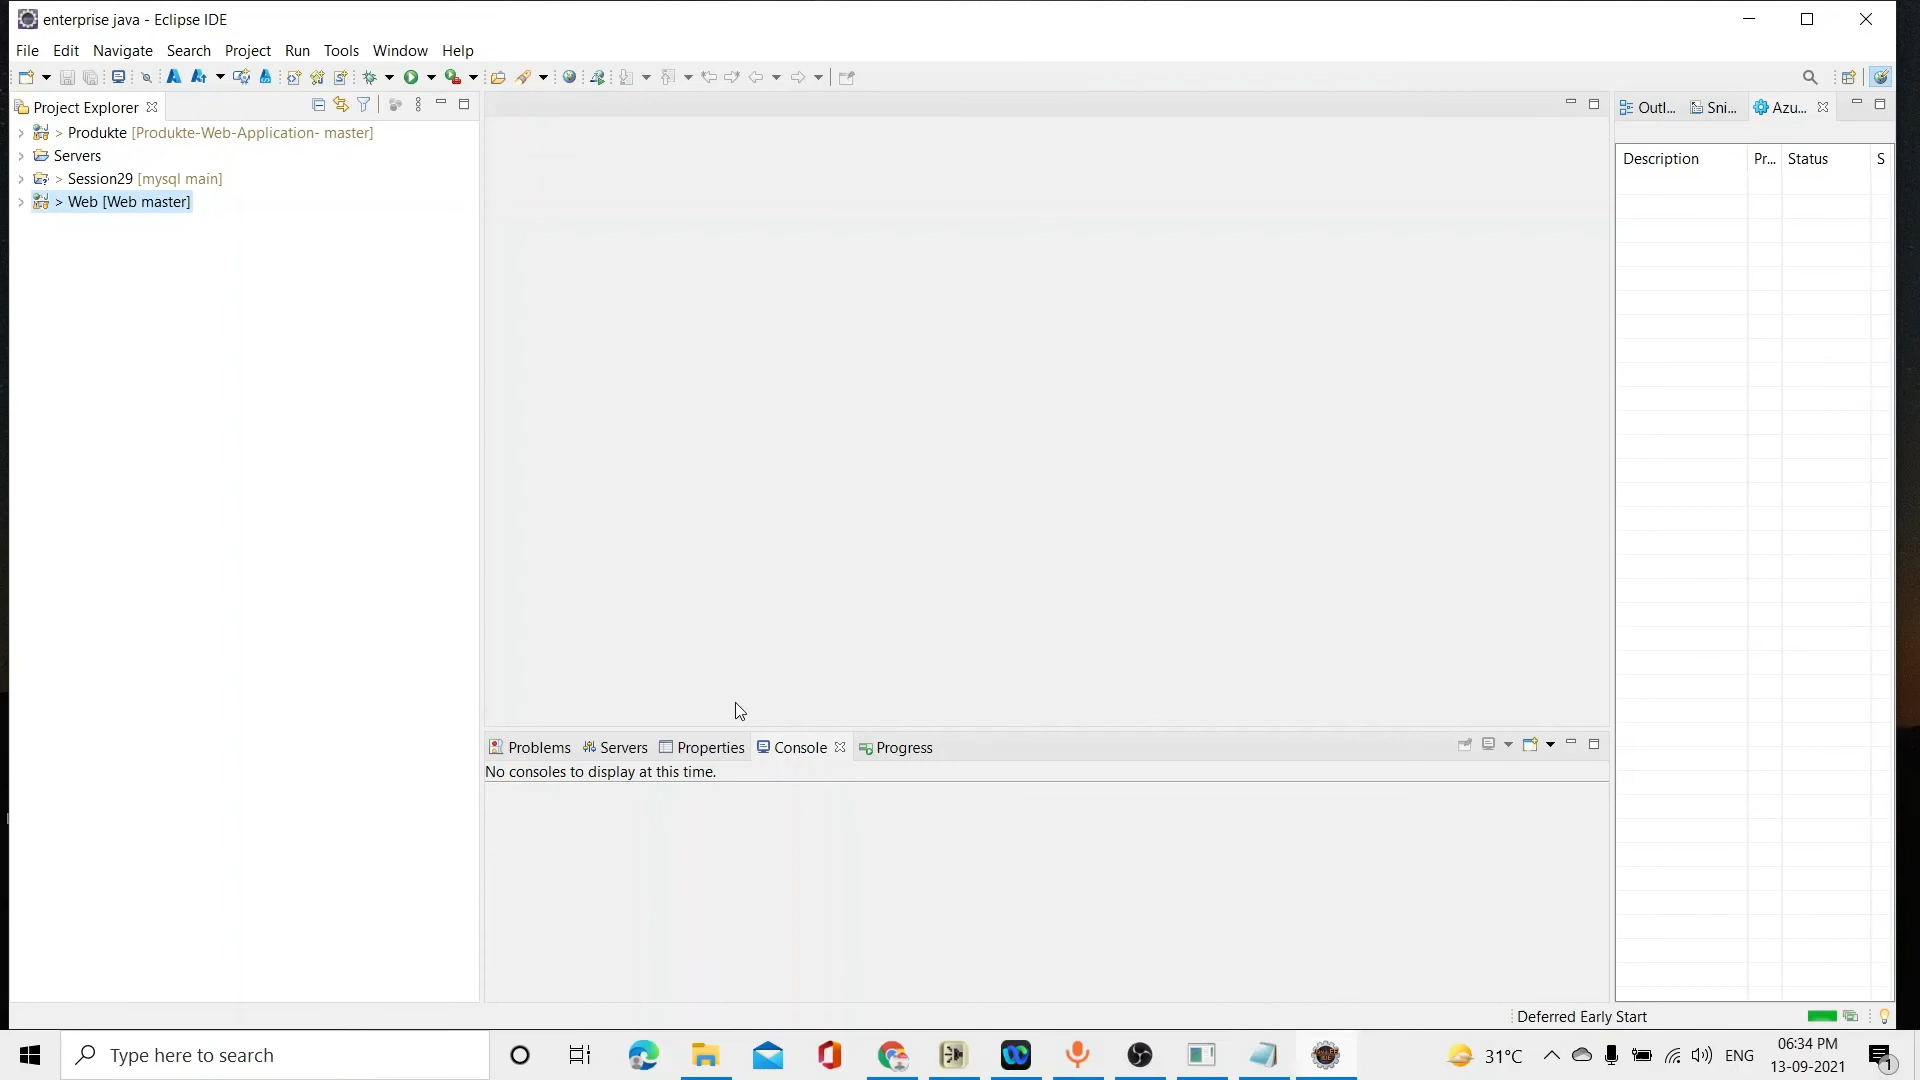 enterprise java - Eclipse IDE
File Edit Navigate Search Project Run Tools Window Help
Project Explorer
> Produkte [Produkte-Web-Application- master]
Servers
> Session29 [mysql main]
> Web [Web master]
Outl... Sni... Azu...
Description Pr... Status S
Problems Servers Properties Console Progress
No consoles to display at this time.
Deferred Early Start
Type here to search
31°C ENG
06:34 PM
13-09-2021
1